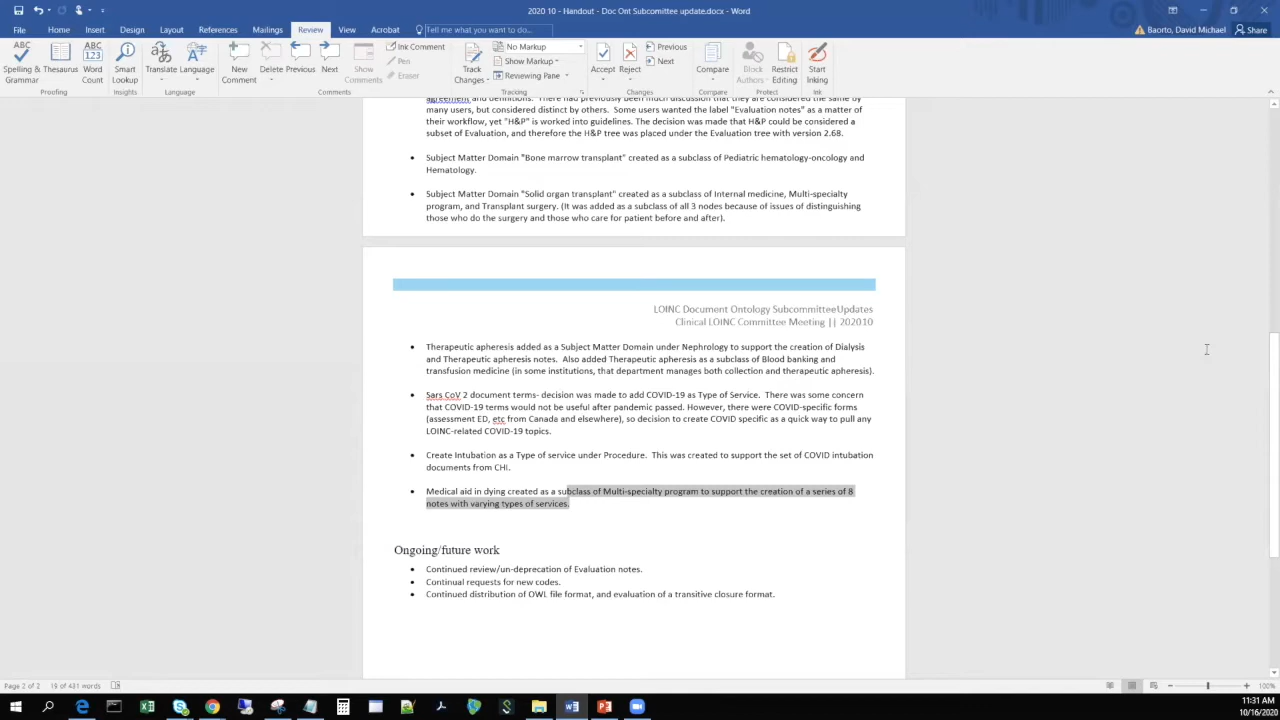 2020 10 - Handout - Doc Ont Subcomittee update.docx - Word
File Home Insert Design Layout References Mailings Review View Acrobat Tell me what you want to do... Baorto, David Michael Share
Spelling & Grammar Thesaurus Word Count Smart Lookup Translate Language New Comment Delete Previous Next Show Comments Ink Comment Pen Eraser Track Changes No Markup Show Markup Reviewing Pane Accept Reject Previous Next Compare Block Authors Restrict Editing Start Inking
Proofing Insights Language Comments Tracking Changes Compare Protect Ink
agreement and definitions. There had previously been much discussion that they are considered the same by
many users, but considered distinct by others. Some users wanted the label "Evaluation notes" as a matter of
their workflow, yet "H&P" is worked into guidelines. The decision was made that H&P could be considered a
subset of Evaluation, and therefore the H&P tree was placed under the Evaluation tree with version 2.68.
• Subject Matter Domain "Bone marrow transplant" created as a subclass of Pediatric hematology-oncology and
Hematology.
• Subject Matter Domain "Solid organ transplant" created as a subclass of Internal medicine, Multi-specialty
program, and Transplant surgery. (It was added as a subclass of all 3 nodes because of issues of distinguishing
those who do the surgery and those who care for patient before and after).
LOINC Document Ontology SubcommitteeUpdates
Clinical LOINC Committee Meeting || 202010
• Therapeutic apheresis added as a Subject Matter Domain under Nephrology to support the creation of Dialysis
and Therapeutic apheresis notes. Also added Therapeutic apheresis as a subclass of Blood banking and
transfusion medicine (in some institutions, that department manages both collection and therapeutic apheresis).
• Sars CoV 2 document terms- decision was made to add COVID-19 as Type of Service. There was some concern
that COVID-19 terms would not be useful after pandemic passed. However, there were COVID-specific forms
(assessment ED, etc from Canada and elsewhere), so decision to create COVID specific as a quick way to pull any
LOINC-related COVID-19 topics.
• Create Intubation as a Type of service under Procedure. This was created to support the set of COVID intubation
documents from CHI.
• Medical aid in dying created as a subclass of Multi-specialty program to support the creation of a series of 8
notes with varying types of services.
Ongoing/future work
• Continued review/un-deprecation of Evaluation notes.
• Continual requests for new codes.
• Continued distribution of OWL file format, and evaluation of a transitive closure format.
Page 2 of 2 19 of 431 words 100%
11:31 AM
10/16/2020